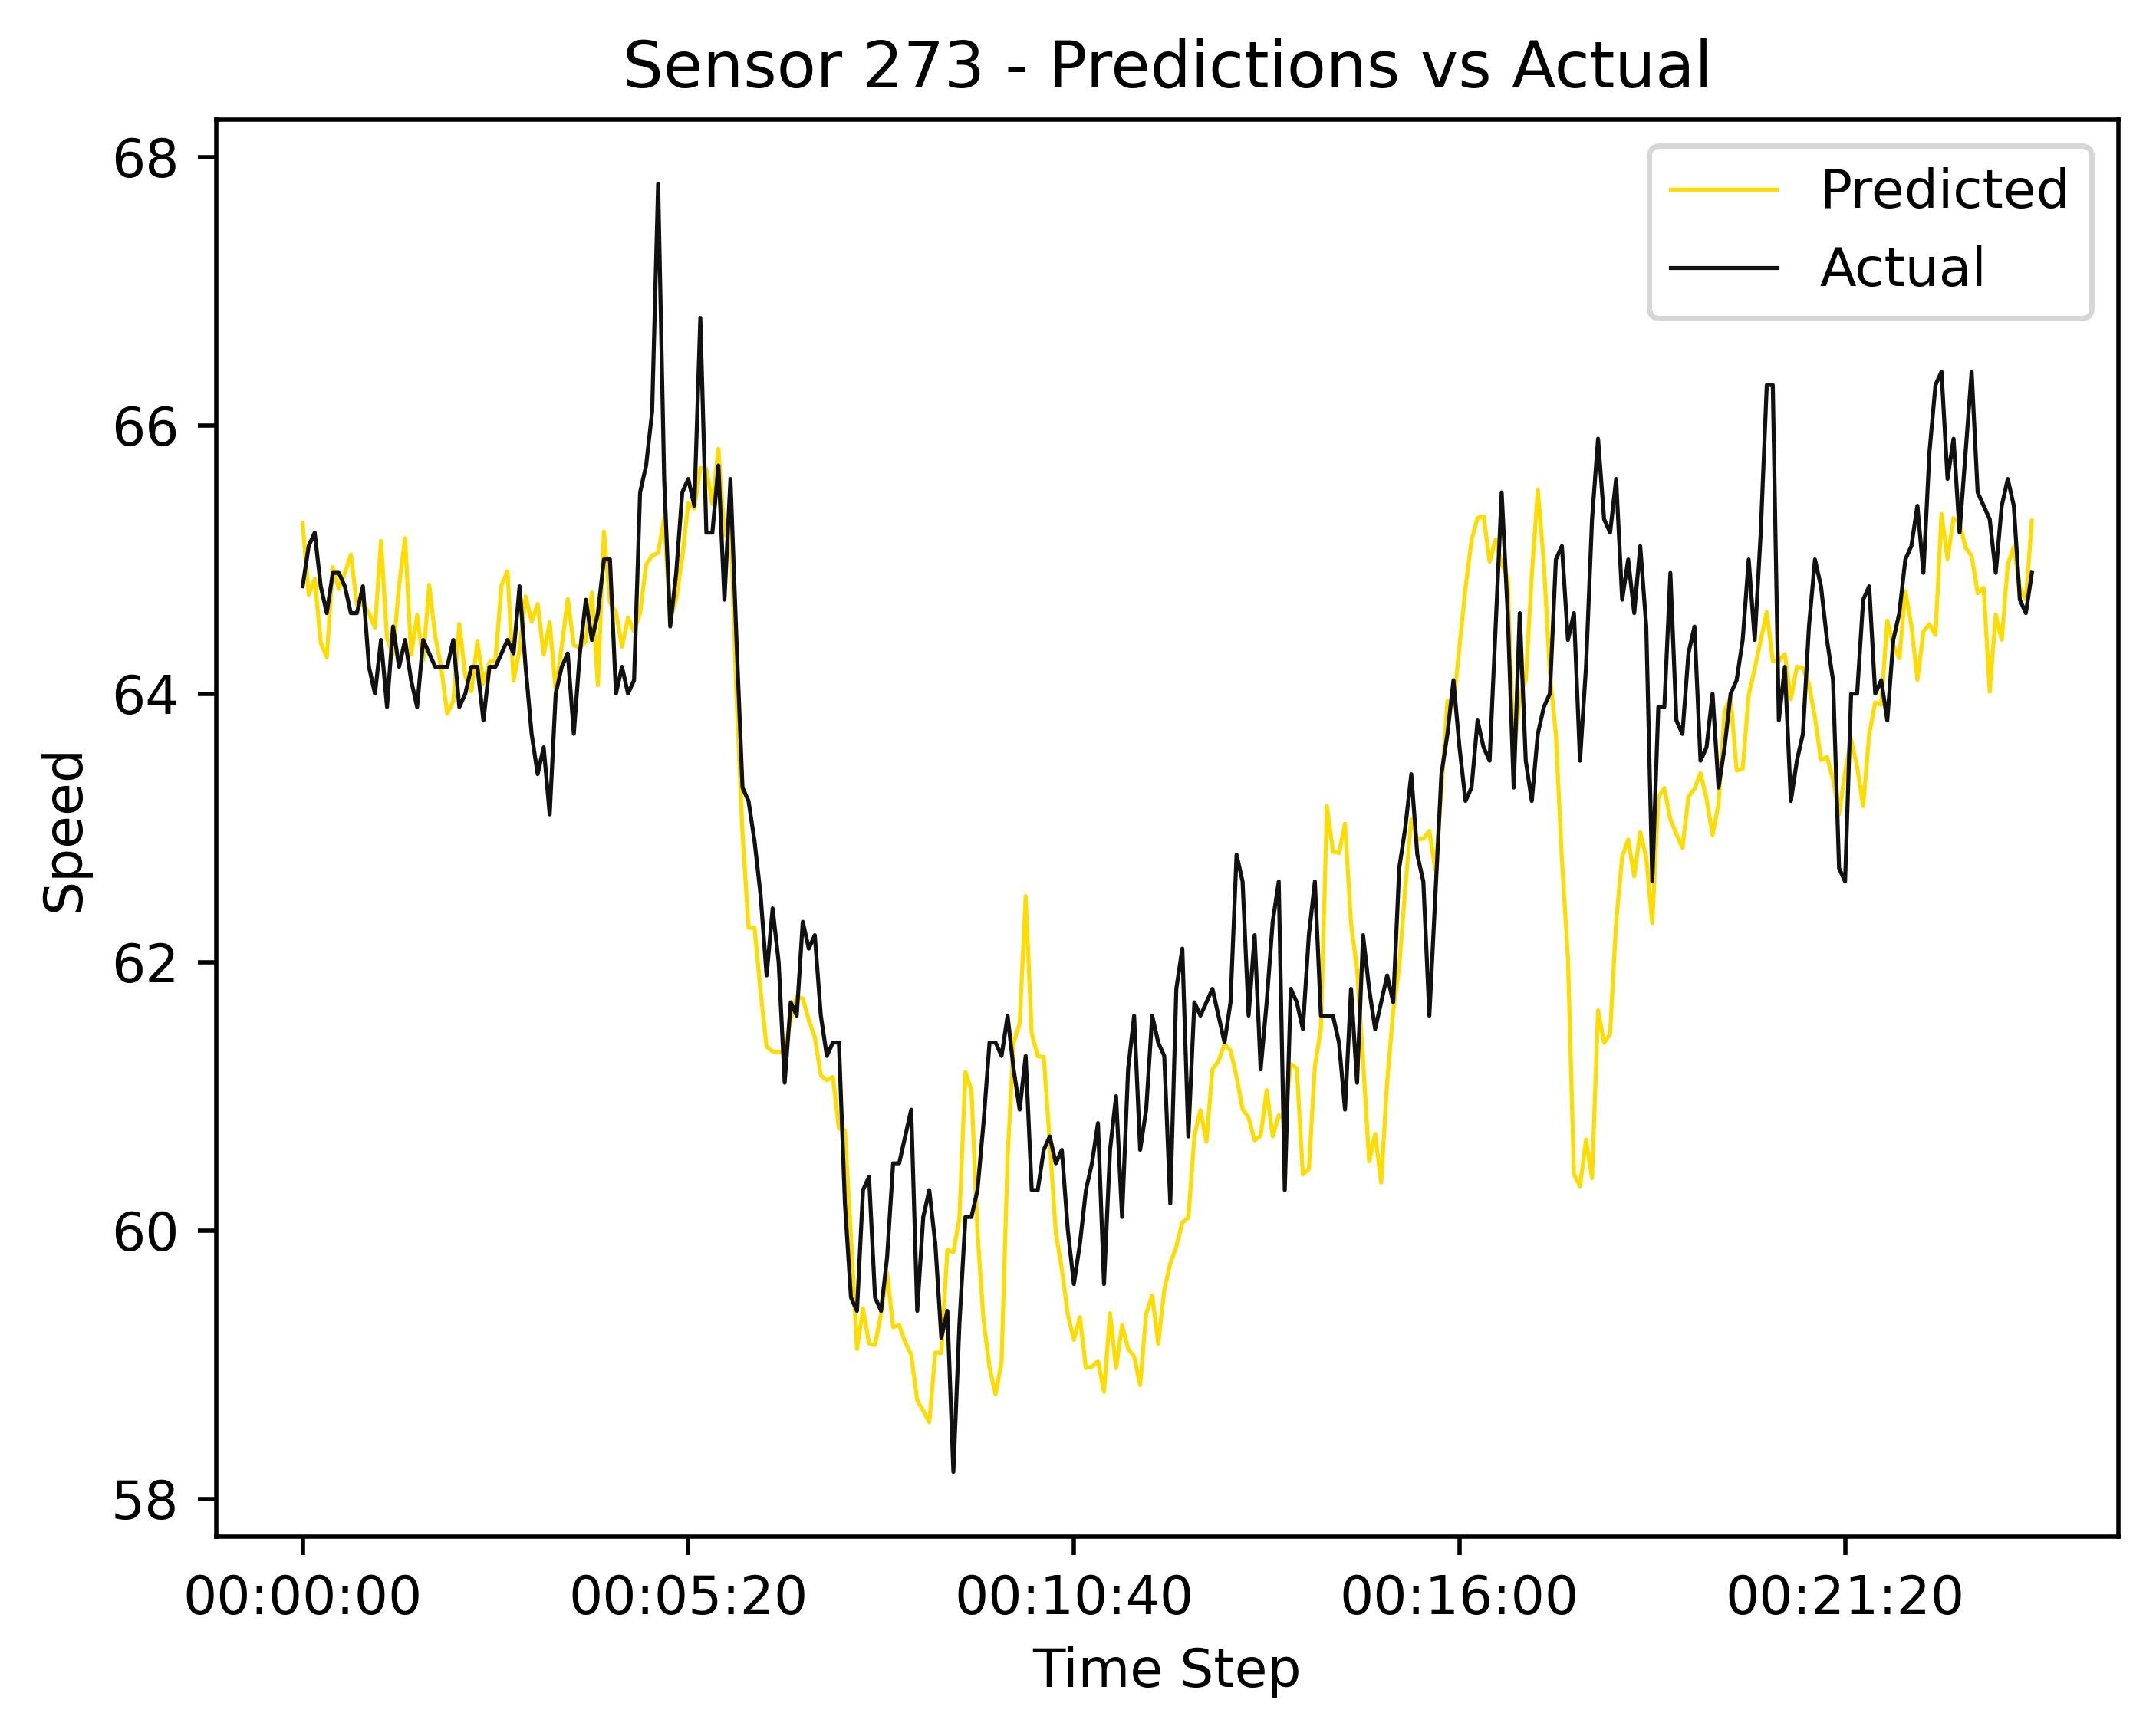 Sensor 273 - Predictions vs Actual
Predicted
Actual
68
66
64
62
60
58
Speed
00:00:00
00:05:20
00:10:40
00:16:00
00:21:20
Time Step